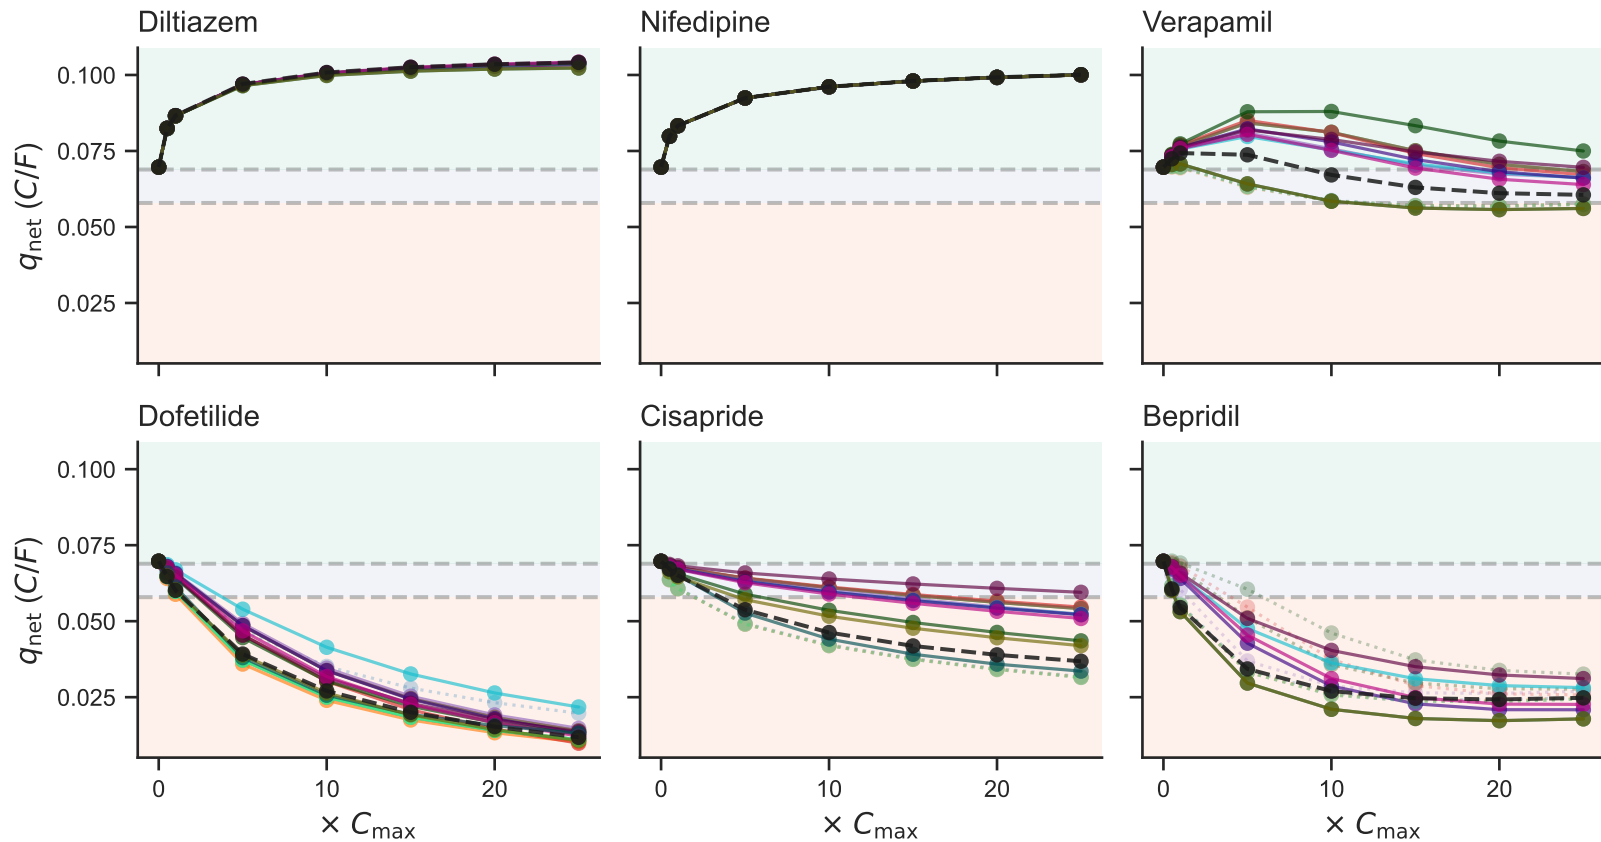 Diltiazem
Nifedipine
Verapamil
0.100
0.075
0.050
0.025
q_net (C/F)
Dofetilide
Cisapride
Bepridil
0.100
0.075
0.050
0.025
q_net (C/F)
0 10 20
0 10 20
0 10 20
× C_max
× C_max
× C_max